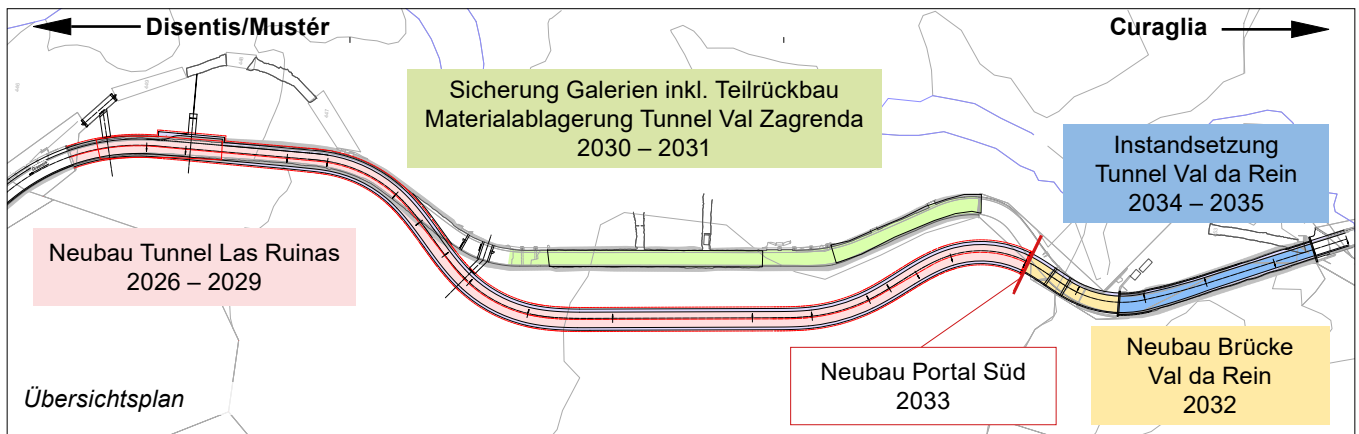 Disentis/Mustér
Curaglia
Sicherung Galerien inkl. Teilrückbau
Materialablagerung Tunnel Val Zagrenda
2030 – 2031
Instandsetzung
Tunnel Val da Rein
2034 – 2035
Neubau Tunnel Las Ruinas
2026 – 2029
Neubau Portal Süd
2033
Neubau Brücke
Val da Rein
2032
Übersichtsplan